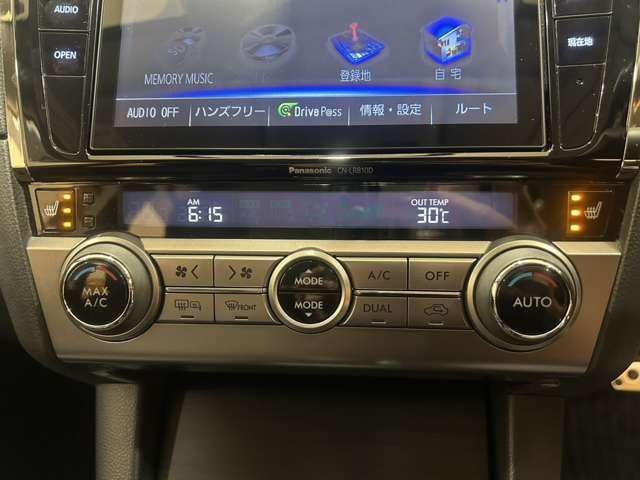 AUDIO
OPEN
現在地
MEMORY MUSIC
登録地
自宅
AUDIO OFF ハンズフリー DriveP@ss 情報・設定 ルート
Panasonic CN-LR810D
AM
6:15
OUT TEMP
30℃
MAX
A/C
MODE
MODE
A/C
OFF
FRONT
DUAL
AUTO